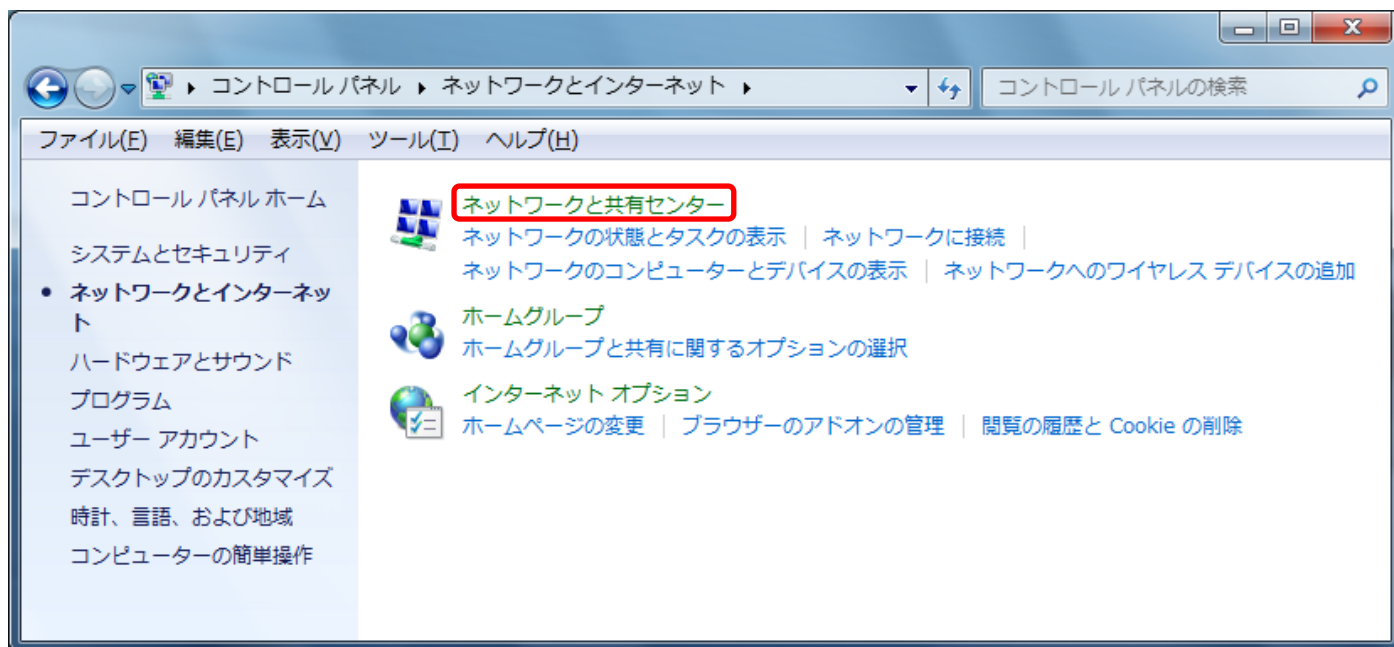 コントロール パネル ▸ ネットワークとインターネット ▸
コントロール パネルの検索
ファイル(F) 編集(E) 表示(V) ツール(T) ヘルプ(H)
コントロール パネル ホーム
システムとセキュリティ
• ネットワークとインターネッ
ト
ハードウェアとサウンド
プログラム
ユーザー アカウント
デスクトップのカスタマイズ
時計、言語、および地域
コンピューターの簡単操作
ネットワークと共有センター
ネットワークの状態とタスクの表示 | ネットワークに接続 |
ネットワークのコンピューターとデバイスの表示 | ネットワークへのワイヤレス デバイスの追加
ホームグループ
ホームグループと共有に関するオプションの選択
インターネット オプション
ホームページの変更 | ブラウザーのアドオンの管理 | 閲覧の履歴と Cookie の削除